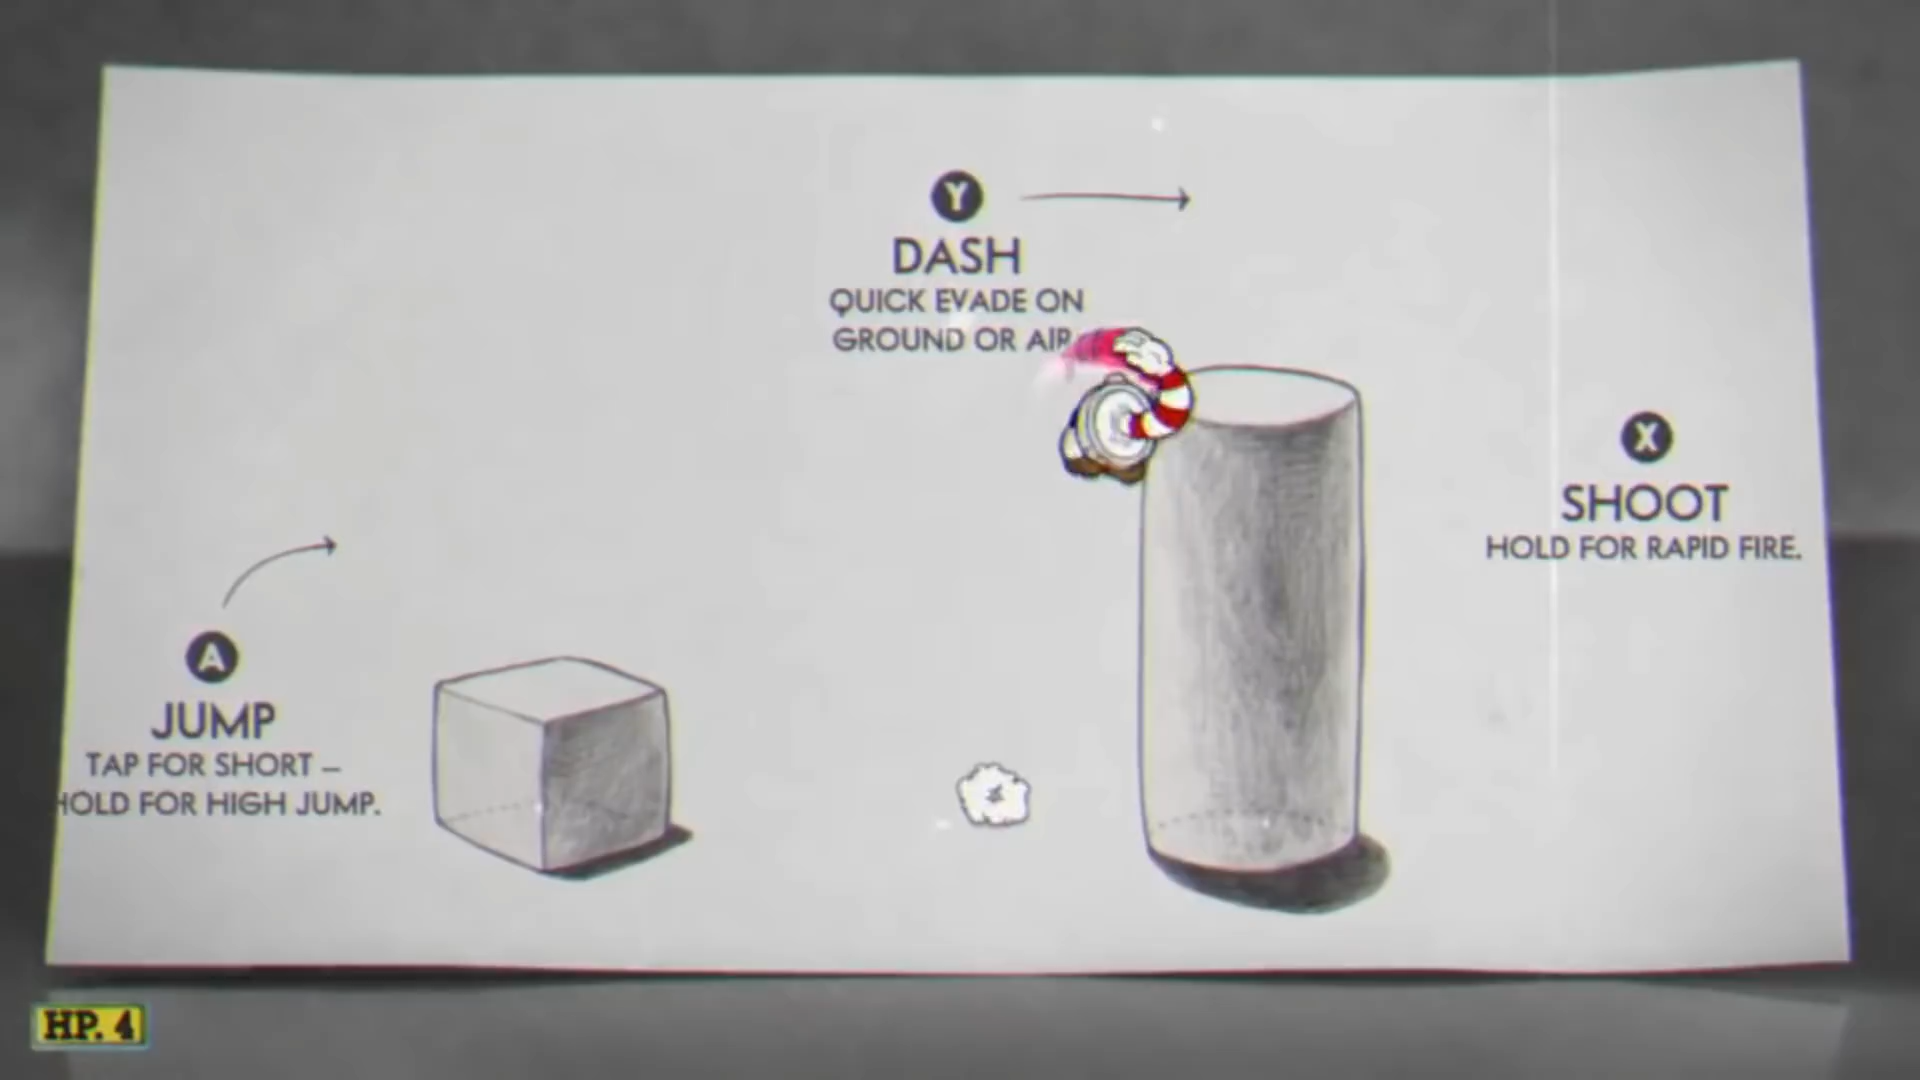 Y
DASH
QUICK EVADE ON
GROUND OR AIR.
X
SHOOT
HOLD FOR RAPID FIRE.
A
JUMP
TAP FOR SHORT –
HOLD FOR HIGH JUMP.
HP. 4